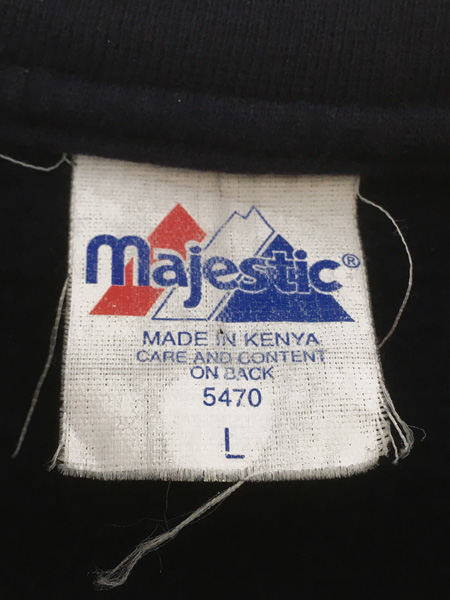 majestic®
MADE IN KENYA
CARE AND CONTENT
ON BACK
5470
L